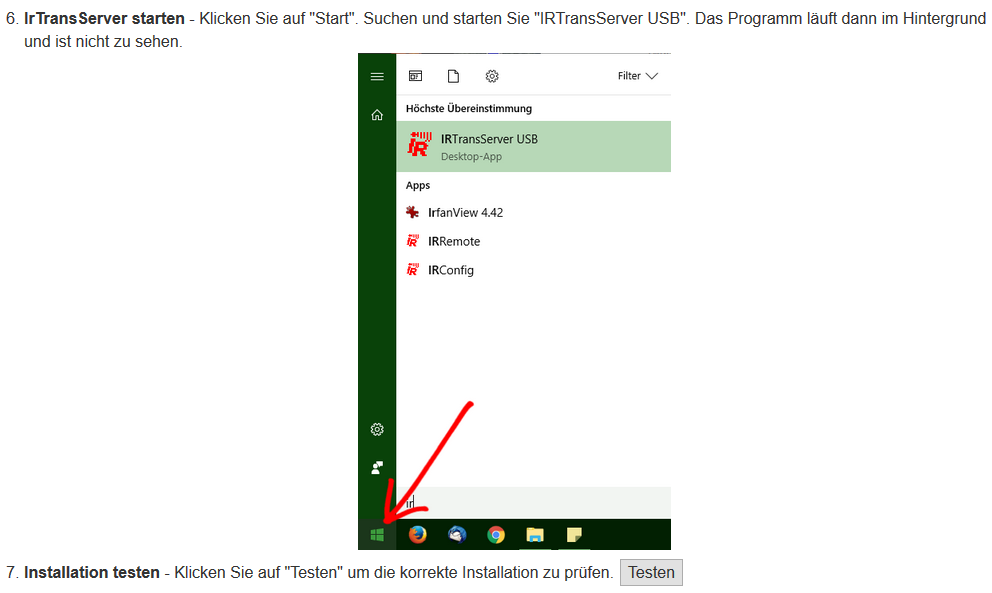 6. IrTransServer starten - Klicken Sie auf "Start". Suchen und starten Sie "IRTransServer USB". Das Programm läuft dann im Hintergrund
und ist nicht zu sehen.
Filter
Höchste Übereinstimmung
IRTransServer USB
Desktop-App
Apps
IrfanView 4.42
IRRemote
IRConfig
ir
7. Installation testen - Klicken Sie auf "Testen" um die korrekte Installation zu prüfen. Testen